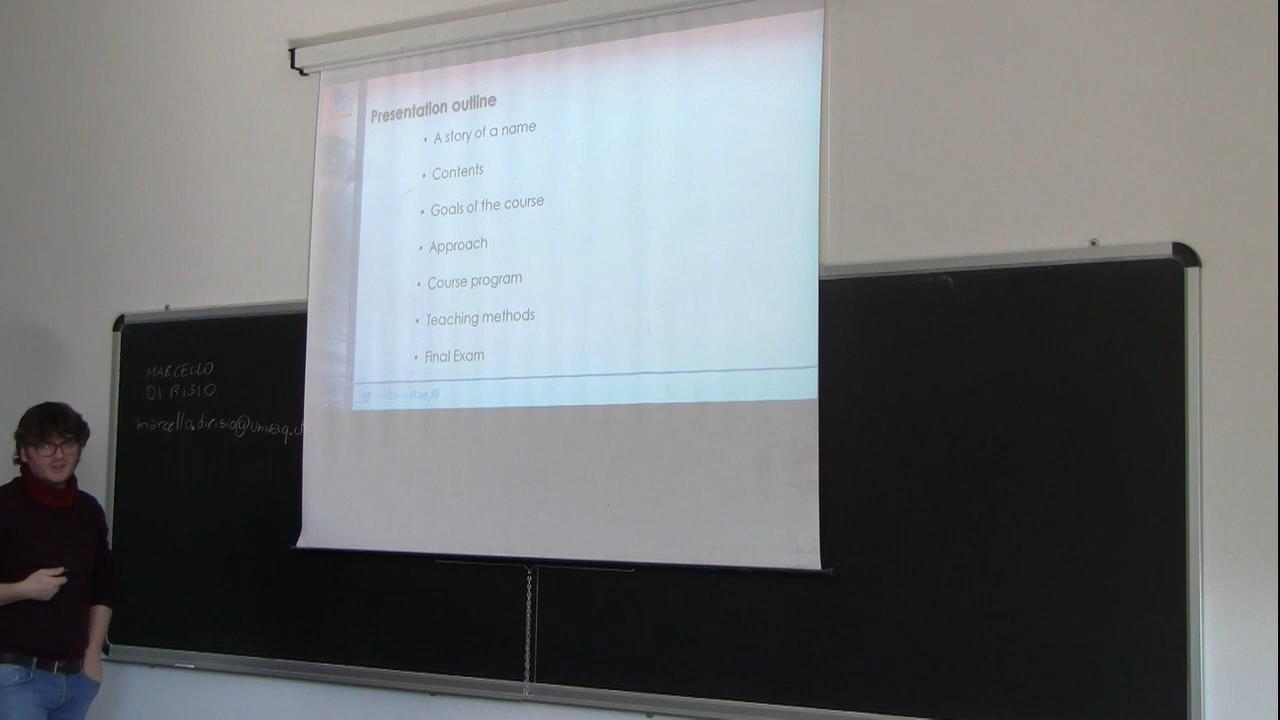 Presentation outline
• A story of a name
• Contents
• Goals of the course
• Approach
• Course program
• Teaching methods
• Final Exam
MARCELLO
DI RISIO